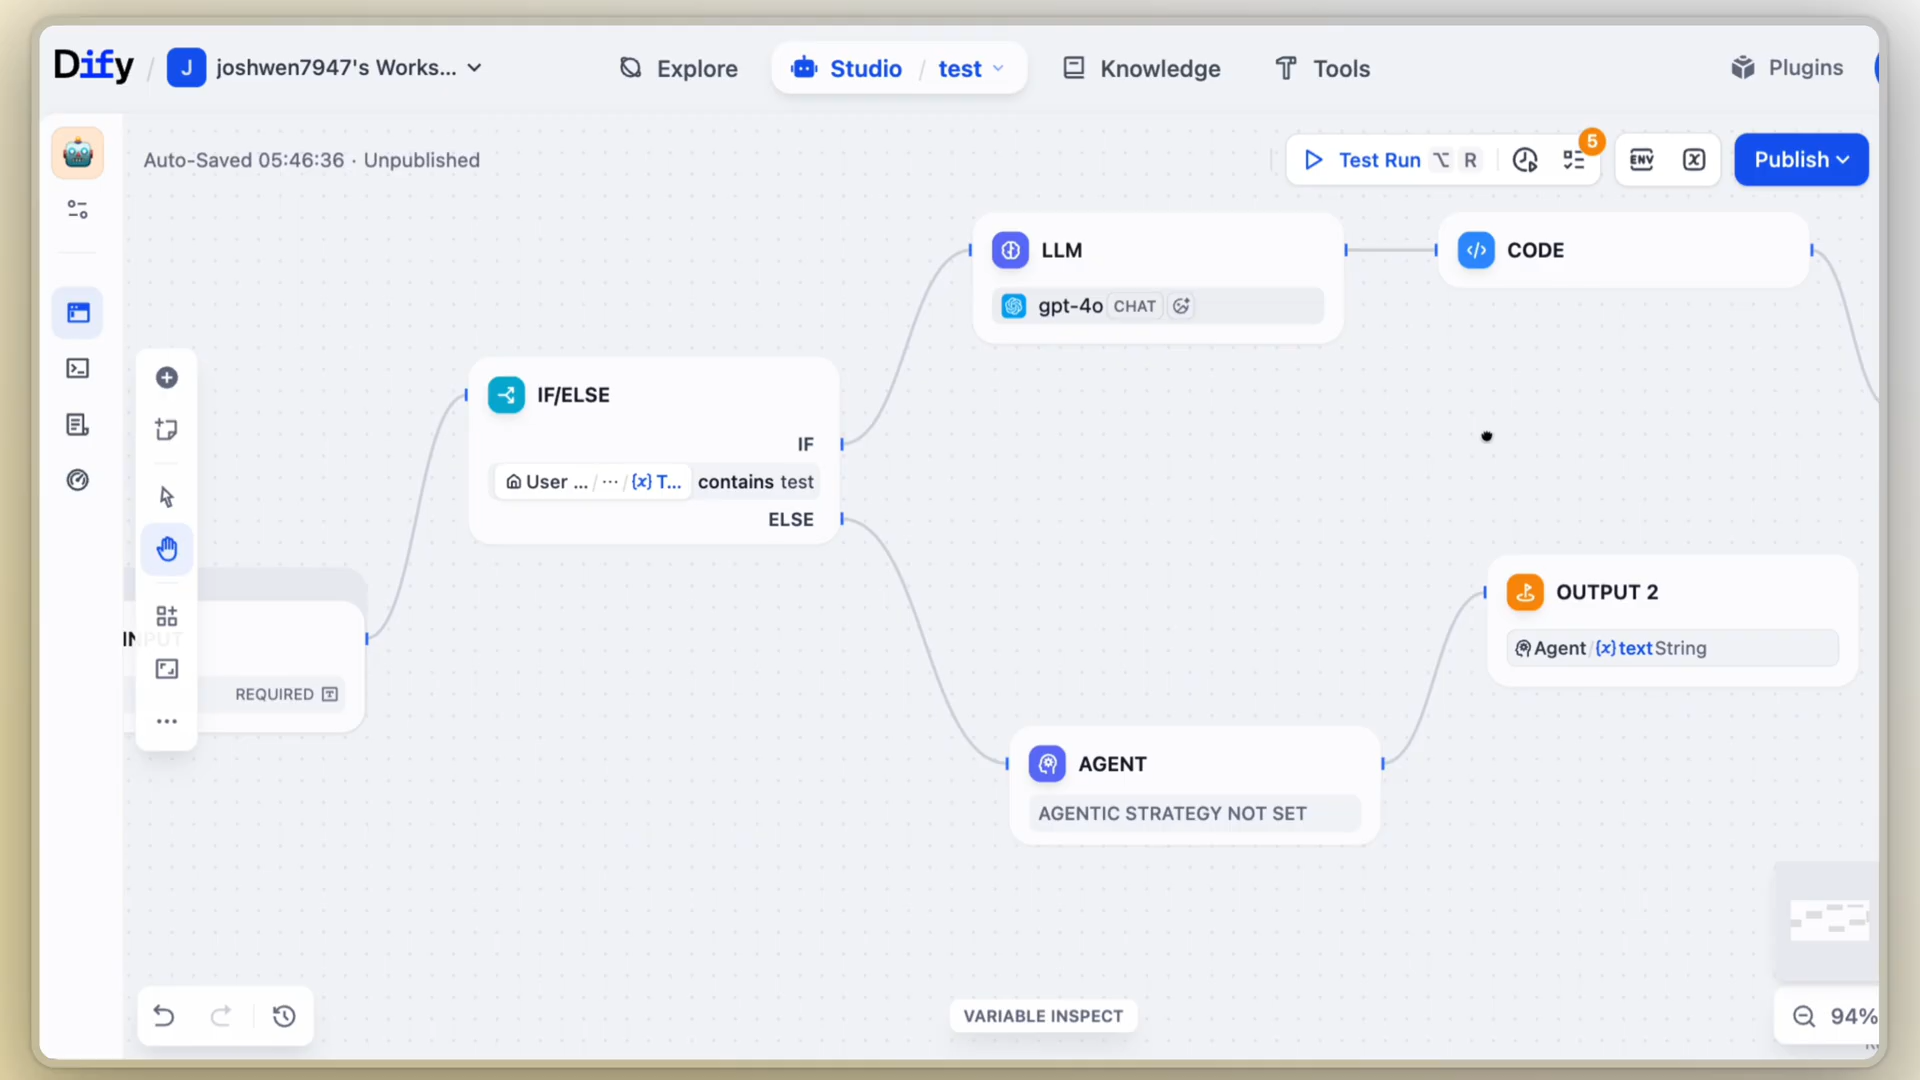 Dify / J joshwen7947's Works...
Explore
Studio / test
Knowledge
Tools
Plugins
Auto-Saved 05:46:36 · Unpublished
Test Run ⌥ R
5
ENV
Publish
LLM
gpt-4o CHAT
CODE
IF/ELSE
IF
User ... / ··· / {x} T... contains test
ELSE
INPUT
REQUIRED
OUTPUT 2
Agent / {x} text String
AGENT
AGENTIC STRATEGY NOT SET
VARIABLE INSPECT
94%